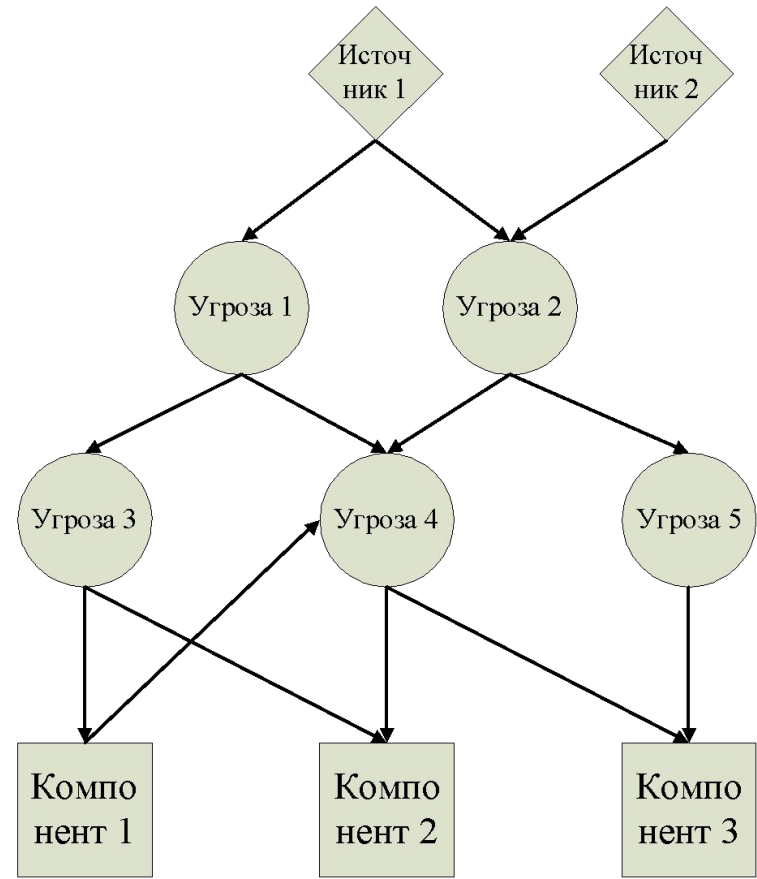 Источ
ник 1
Источ
ник 2
Угроза 1
Угроза 2
Угроза 3
Угроза 4
Угроза 5
Компо
нент 1
Компо
нент 2
Компо
нент 3